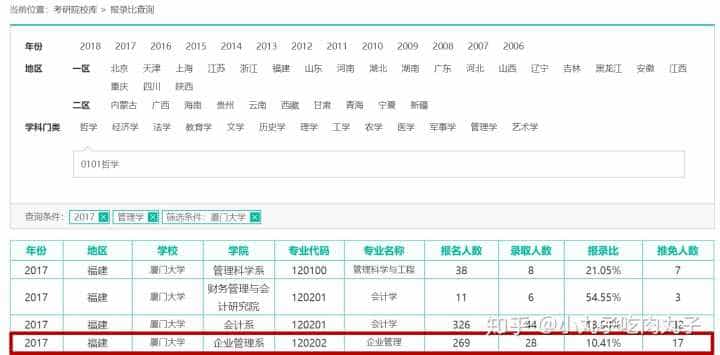 当前位置: 考研院校库 > 报录比查询
年份 2018 2017 2016 2015 2014 2013 2012 2011 2010 2009 2008 2007 2006
地区 一区 北京 天津 上海 江苏 浙江 福建 山东 河南 湖北 湖南 广东 河北 山西 辽宁 吉林 黑龙江 安徽 江西
重庆 四川 陕西
二区 内蒙古 广西 海南 贵州 云南 西藏 甘肃 青海 宁夏 新疆
学科门类 哲学 经济学 法学 教育学 文学 历史学 理学 工学 农学 医学 军事学 管理学 艺术学
0101哲学
查询条件: 2017 管理学 筛选条件: 厦门大学
年份 地区 学校 学院 专业代码 专业名称 报名人数 录取人数 报录比 推免人数
2017 福建 厦门大学 管理科学系 120100 管理科学与工程 38 8 21.05% 7
2017 福建 厦门大学 财务管理与会计研究院 120201 会计学 11 6 54.55% 3
2017 福建 厦门大学 会计系 120201 会计学 326 44 12
2017 福建 厦门大学 企业管理系 120202 企业管理 269 28 10.41% 17
知乎 @小丸子吃肉丸子